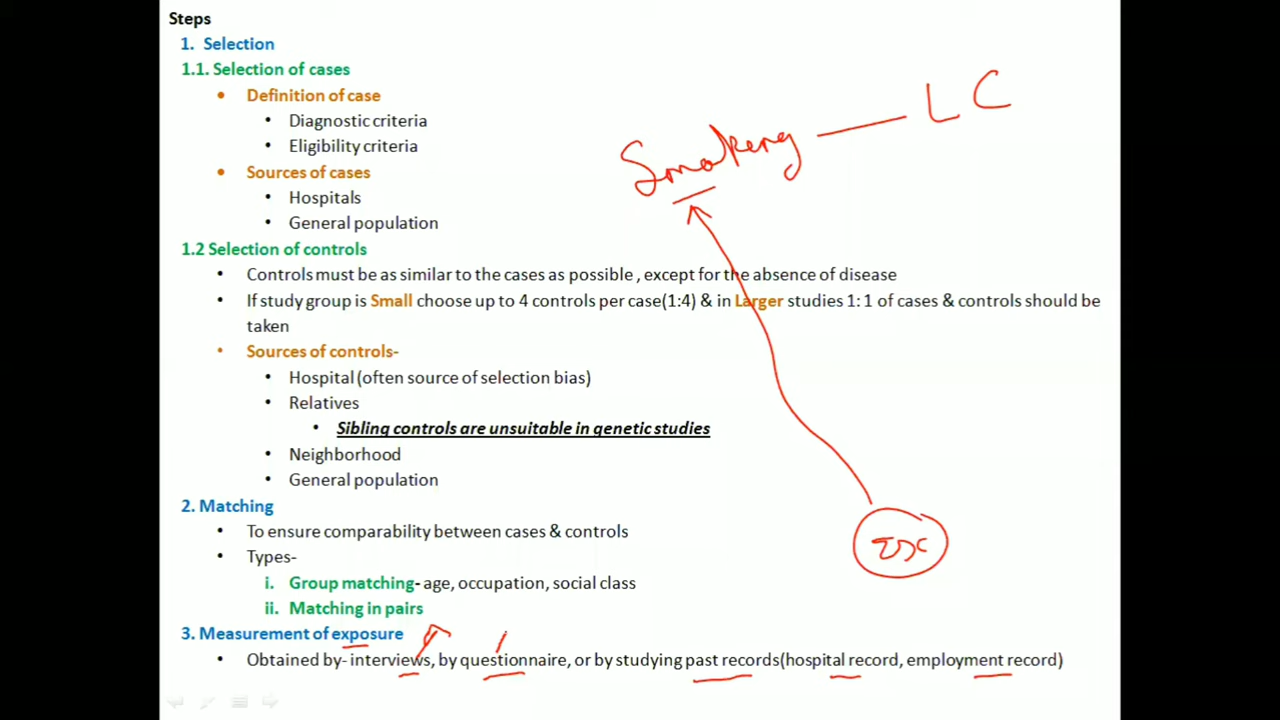 Steps
1. Selection
1.1. Selection of cases
• Definition of case
• Diagnostic criteria
• Eligibility criteria
• Sources of cases
• Hospitals
• General population
1.2 Selection of controls
• Controls must be as similar to the cases as possible , except for the absence of disease
• If study group is Small choose up to 4 controls per case(1:4) & in Larger studies 1: 1 of cases & controls should be
taken
• Sources of controls-
• Hospital (often source of selection bias)
• Relatives
• Sibling controls are unsuitable in genetic studies
• Neighborhood
• General population
2. Matching
• To ensure comparability between cases & controls
• Types-
i. Group matching- age, occupation, social class
ii. Matching in pairs
3. Measurement of exposure
• Obtained by- interviews, by questionnaire, or by studying past records(hospital record, employment record)
Smoking — L C